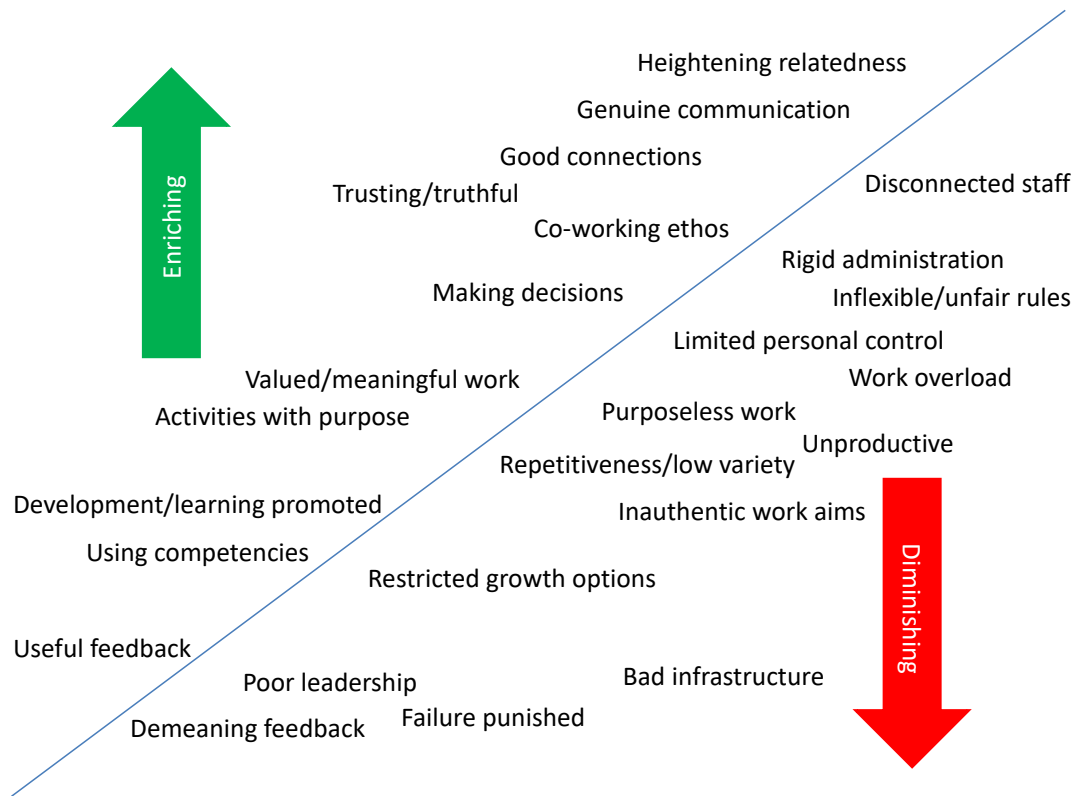 Heightening relatedness
Genuine communication
Good connections
Trusting/truthful
Disconnected staff
Enriching
Co-working ethos
Rigid administration
Making decisions
Inflexible/unfair rules
Limited personal control
Valued/meaningful work
Work overload
Activities with purpose
Purposeless work
Unproductive
Repetitiveness/low variety
Development/learning promoted
Inauthentic work aims
Using competencies
Restricted growth options
Diminishing
Useful feedback
Poor leadership
Bad infrastructure
Failure punished
Demeaning feedback